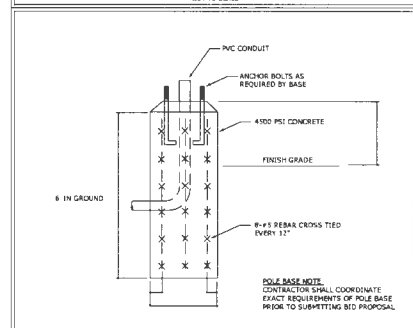 PVC CONDUIT
ANCHOR BOLTS AS
REQUIRED BY BASE
4500 PSI CONCRETE
FINISH GRADE
6 IN GROUND
8-#5 REBAR CROSS TIED
EVERY 12"
POLE BASE NOTE
CONTRACTOR SHALL COORDINATE
EXACT REQUIREMENTS OF POLE BASE
PRIOR TO SUBMITTING BID PROPOSAL